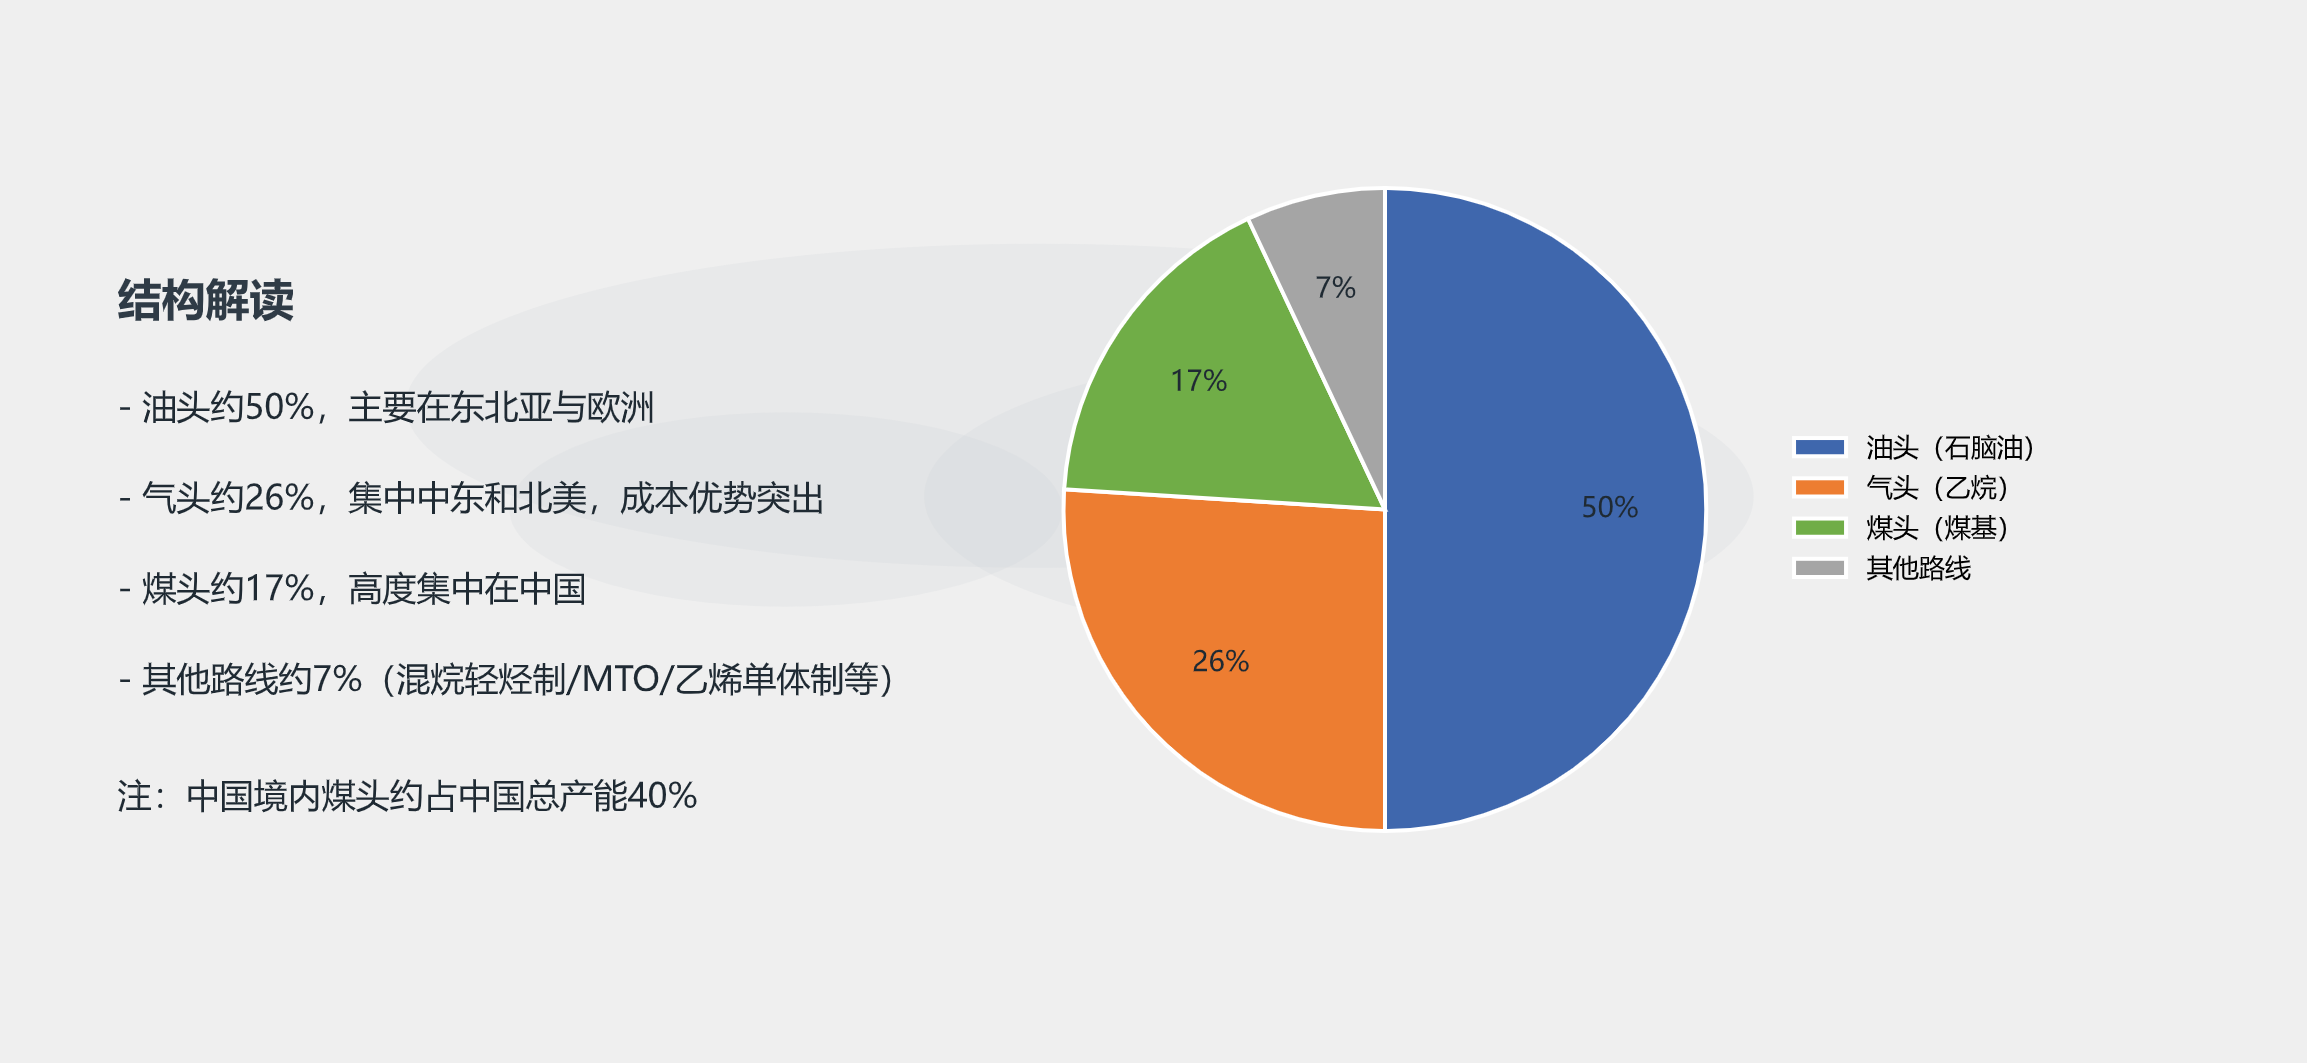 结构解读
- 油头约50%，主要在东北亚与欧洲
- 气头约26%，集中中东和北美，成本优势突出
- 煤头约17%，高度集中在中国
- 其他路线约7%（混烷轻烃制/MTO/乙烯单体制等）
注：中国境内煤头约占中国总产能40%
7%
17%
50%
26%
油头（石脑油）
气头（乙烷）
煤头（煤基）
其他路线